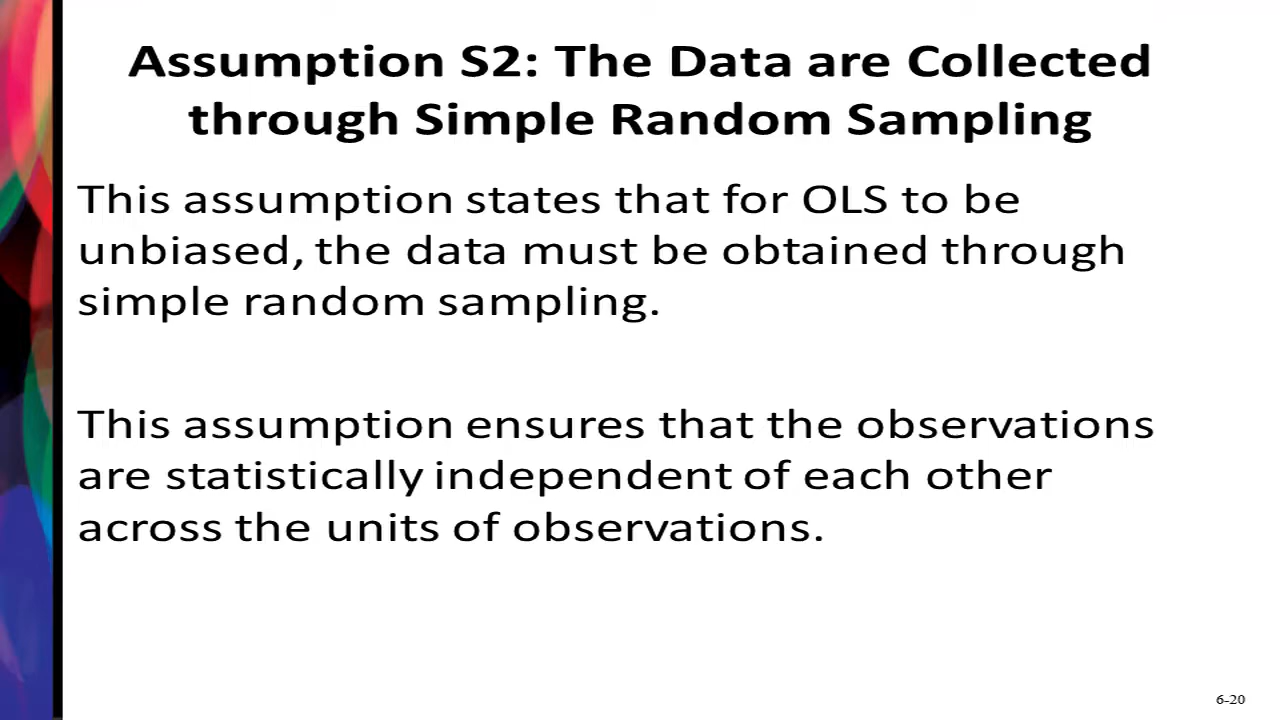 Assumption S2: The Data are Collected
through Simple Random Sampling
This assumption states that for OLS to be
unbiased, the data must be obtained through
simple random sampling.
This assumption ensures that the observations
are statistically independent of each other
across the units of observations.
6-20